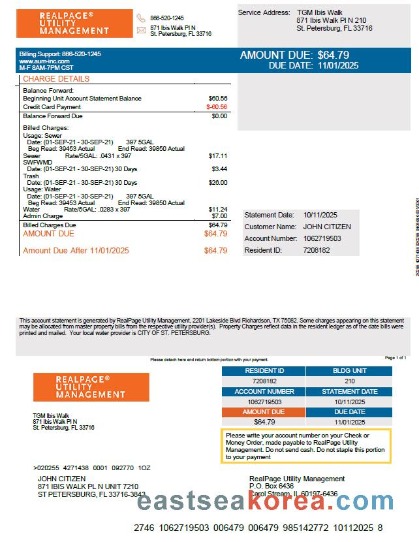 REALPAGE®
UTILITY
MANAGEMENT
866-520-1245
871 Ibis Walk Pl N
St. Petersburg, FL 33716
Service Address: TGM Ibis Walk
871 Ibis Walk Pl N 210
St. Petersburg, FL 33716
Billing Support: 866-520-1245
www.aum-inc.com
M-F 8AM-7PM CST
AMOUNT DUE: $64.79
DUE DATE: 11/01/2025
CHARGE DETAILS
Balance Forward:
Beginning Unit Account Statement Balance $60.56
Credit Card Payment $-60.56
Balance Forward Due $0.00
Billed Charges:
Usage: Sewer
Date: (01-SEP-21 - 30-SEP-21) 397 5GAL
Beg Read: 39453 Actual End Read: 39850 Actual
Sewer Rate/5GAL: .0431 x 397 $17.11
SWFWMD
Date: (01-SEP-21 - 30-SEP-21) 30 Days $3.44
Trash
Date: (01-SEP-21 - 30-SEP-21) 30 Days $26.00
Usage: Water
Date: (01-SEP-21 - 30-SEP-21) 397 5GAL
Beg Read: 39453 Actual End Read: 39850 Actual
Water Rate/5GAL: .0283 x 397 $11.24
Admin Charge $7.00
Billed Charges Due $64.79
AMOUNT DUE $64.79
Amount Due After 11/01/2025 $64.79
Statement Date: 10/11/2025
Customer Name: JOHN CITIZEN
Account Number: 1062719503
Resident ID: 7208182
This account statement is generated by RealPage Utility Management, 2201 Lakeside Blvd Richardson, TX 75082. Some charges appearing on this statement
may be allocated from master property bills from the respective utility provider(s). Property Charges reflect data in the resident ledger as of the date bills were
printed and mailed. Your local water provider is CITY OF ST. PETERSBURG.
Page 1 of 1
Please detach here and return bottom portion with your payment.
REALPAGE®
UTILITY
MANAGEMENT
TGM Ibis Walk
871 Ibis Walk Pl N
St. Petersburg, FL 33716
RESIDENT ID BLDG UNIT
7208182 210
ACCOUNT NUMBER STATEMENT DATE
1062719503 10/11/2025
AMOUNT DUE DUE DATE
$64.79 11/01/2025
Please write your account number on your Check or
Money Order, made payable to RealPage Utility
Management. Do not send cash. Do not staple this portion
to your payment
>020255 4271438 0001 092770 1OZ
JOHN CITIZEN
871 IBIS WALK PL N UNIT 7210
ST PETERSBURG, FL 33716-3843
RealPage Utility Management
P.O. Box 6436
Carol Stream, IL 60197-6436
eastseakorea.com
2746 1062719503 006479 006479 985142772 10112025 8